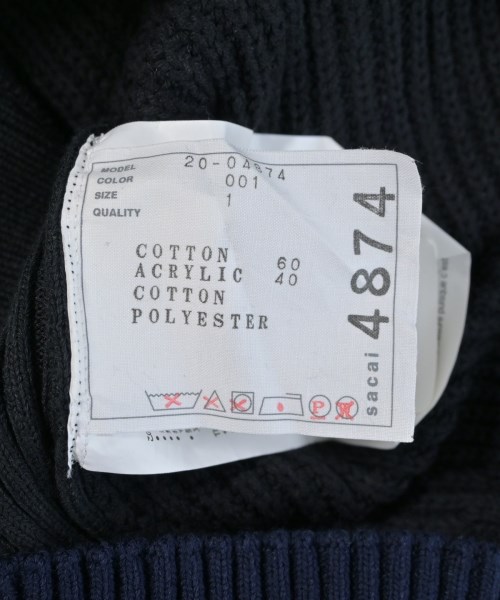 MODEL 20-04874
COLOR 001
SIZE 1
QUALITY
COTTON 60
ACRYLIC 40
COTTON
POLYESTER
P
sacai 4874